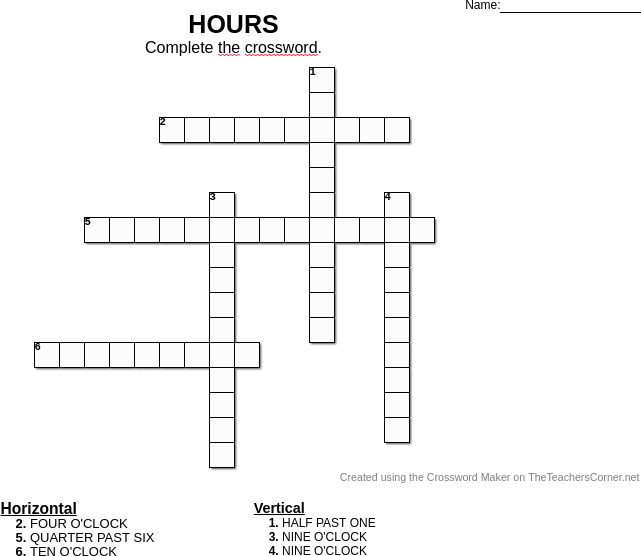 Name:
HOURS
Complete the crossword.
1
2
3
4
5
6
Created using the Crossword Maker on TheTeachersCorner.net
Horizontal
2. FOUR O'CLOCK
5. QUARTER PAST SIX
6. TEN O'CLOCK
Vertical
1. HALF PAST ONE
3. NINE O'CLOCK
4. NINE O'CLOCK